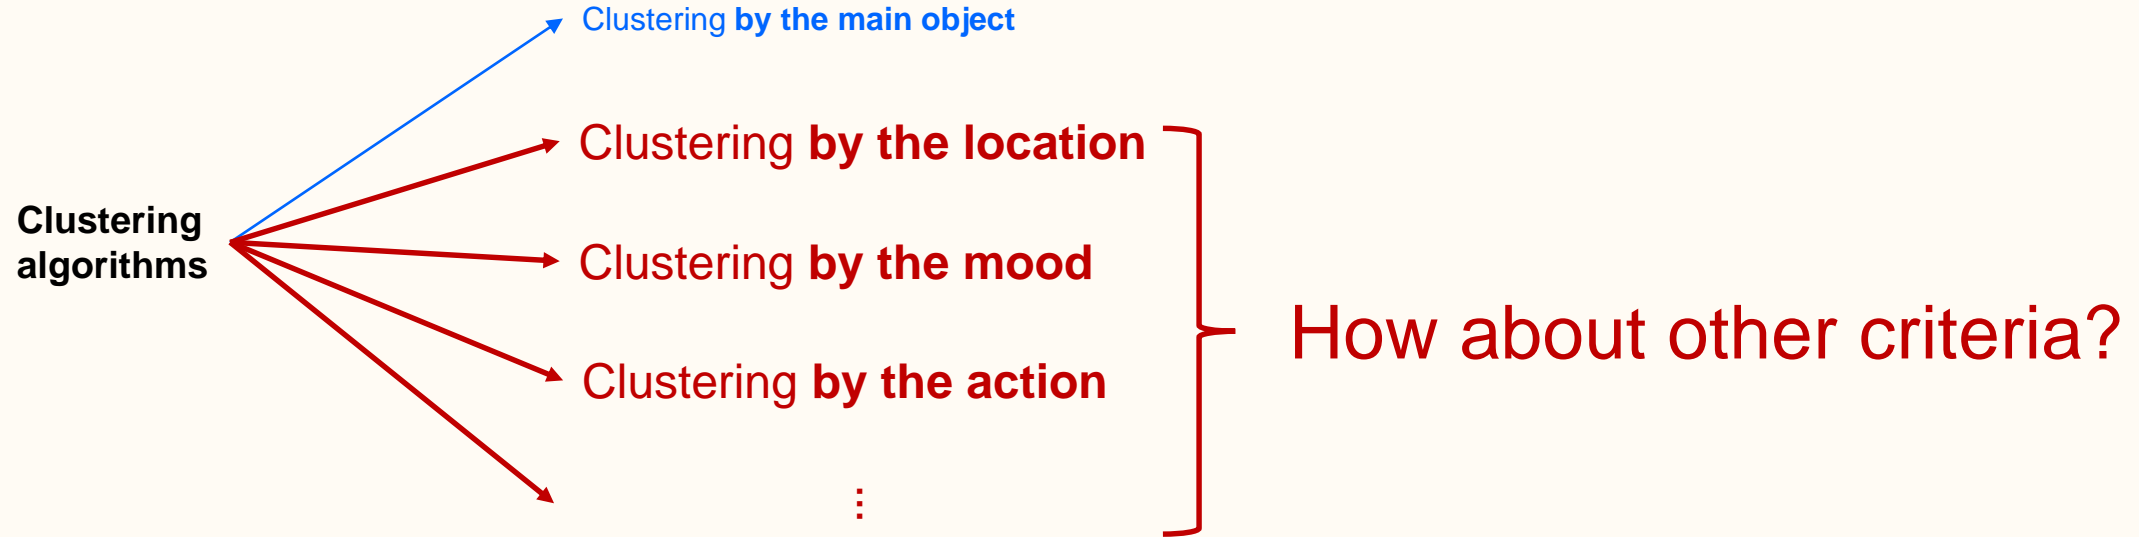 Clustering by the main object
Clustering by the location
Clustering
algorithms
Clustering by the mood
How about other criteria?
Clustering by the action
⋮